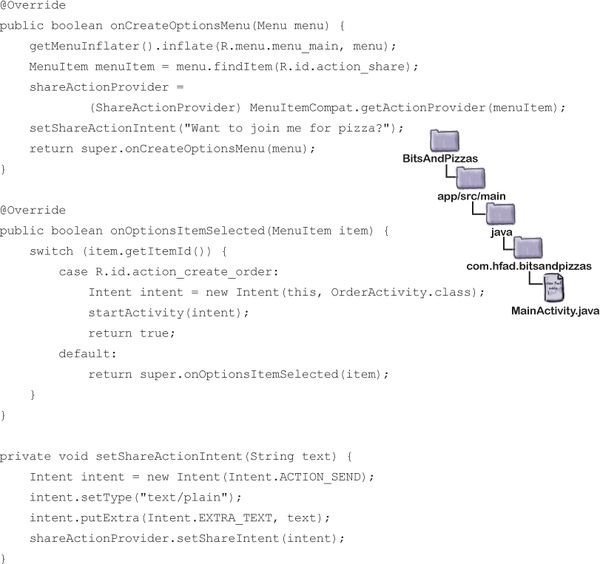 @Override
public boolean onCreateOptionsMenu(Menu menu) {
    getMenuInflater().inflate(R.menu.menu_main, menu);
    MenuItem menuItem = menu.findItem(R.id.action_share);
    shareActionProvider =
            (ShareActionProvider) MenuItemCompat.getActionProvider(menuItem);
    setShareActionIntent("Want to join me for pizza?");
    return super.onCreateOptionsMenu(menu);
}
@Override
public boolean onOptionsItemSelected(MenuItem item) {
    switch (item.getItemId()) {
        case R.id.action_create_order:
            Intent intent = new Intent(this, OrderActivity.class);
            startActivity(intent);
            return true;
        default:
            return super.onOptionsItemSelected(item);
    }
}
private void setShareActionIntent(String text) {
    Intent intent = new Intent(Intent.ACTION_SEND);
    intent.setType("text/plain");
    intent.putExtra(Intent.EXTRA_TEXT, text);
    shareActionProvider.setShareIntent(intent);
}
BitsAndPizzas
app/src/main
java
com.hfad.bitsandpizzas
MainActivity.java